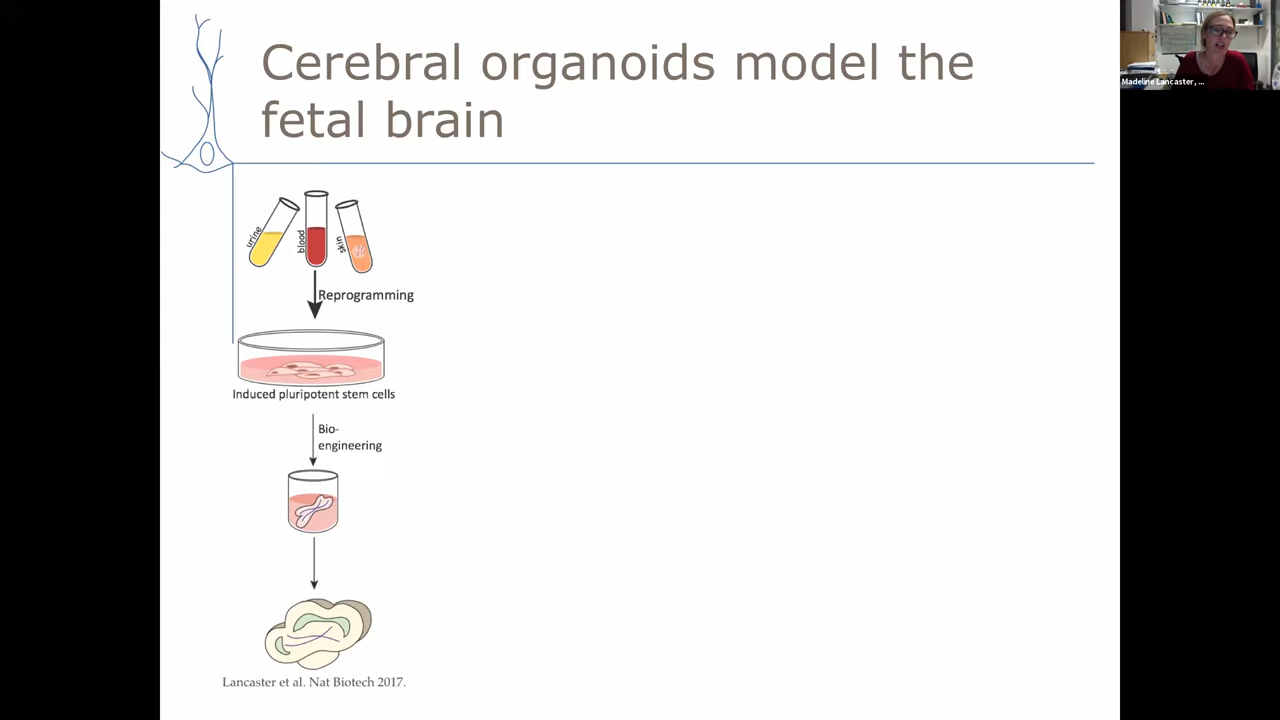 Cerebral organoids model the
fetal brain
Madeline Lancaster, ...
urine
blood
skin
Reprogramming
Induced pluripotent stem cells
Bio-
engineering
Lancaster et al. Nat Biotech 2017.